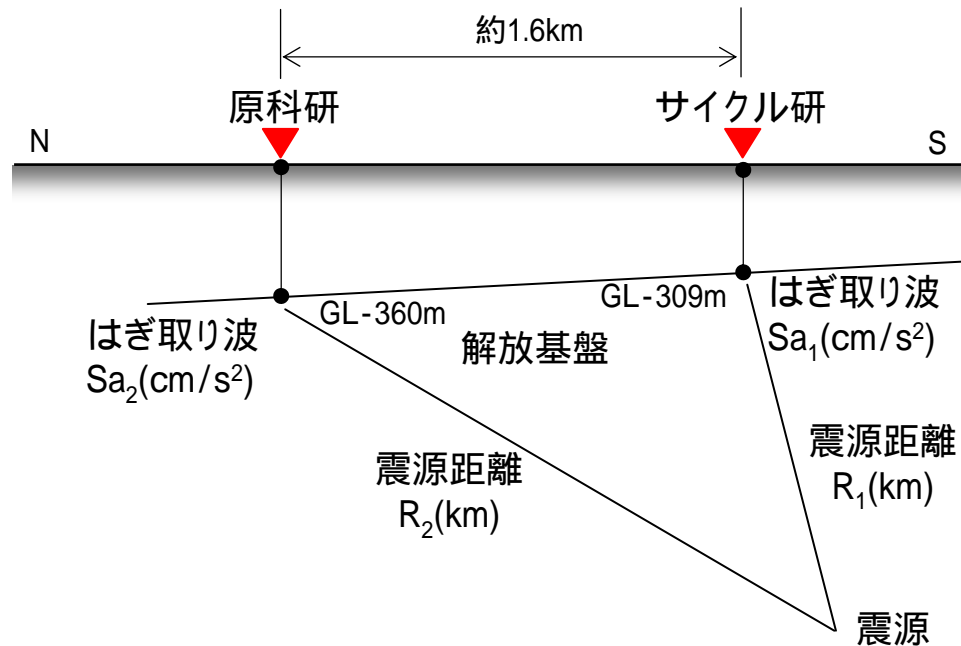 約1.6km
原科研
サイクル研
N
S
GL-360m
GL-309m
はぎ取り波
Sa₂(cm/s²)
解放基盤
はぎ取り波
Sa₁(cm/s²)
震源距離
R₂(km)
震源距離
R₁(km)
震源